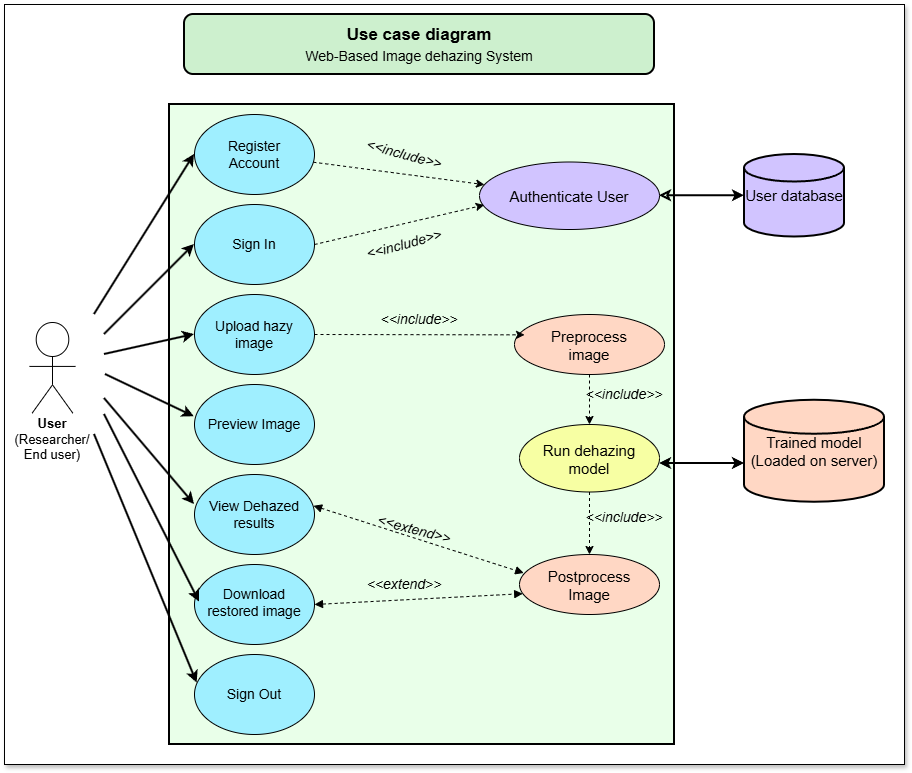 Use case diagram
Web-Based Image dehazing System
Register
Account
<<include>>
Authenticate User
User database
Sign In
<<include>>
Upload hazy
image
<<include>>
Preprocess
image
<<include>>
Preview Image
User
(Researcher/
End user)
Run dehazing
model
Trained model
(Loaded on server)
View Dehazed
results
<<extend>>
<<include>>
Download
restored image
<<extend>>
Postprocess
Image
Sign Out